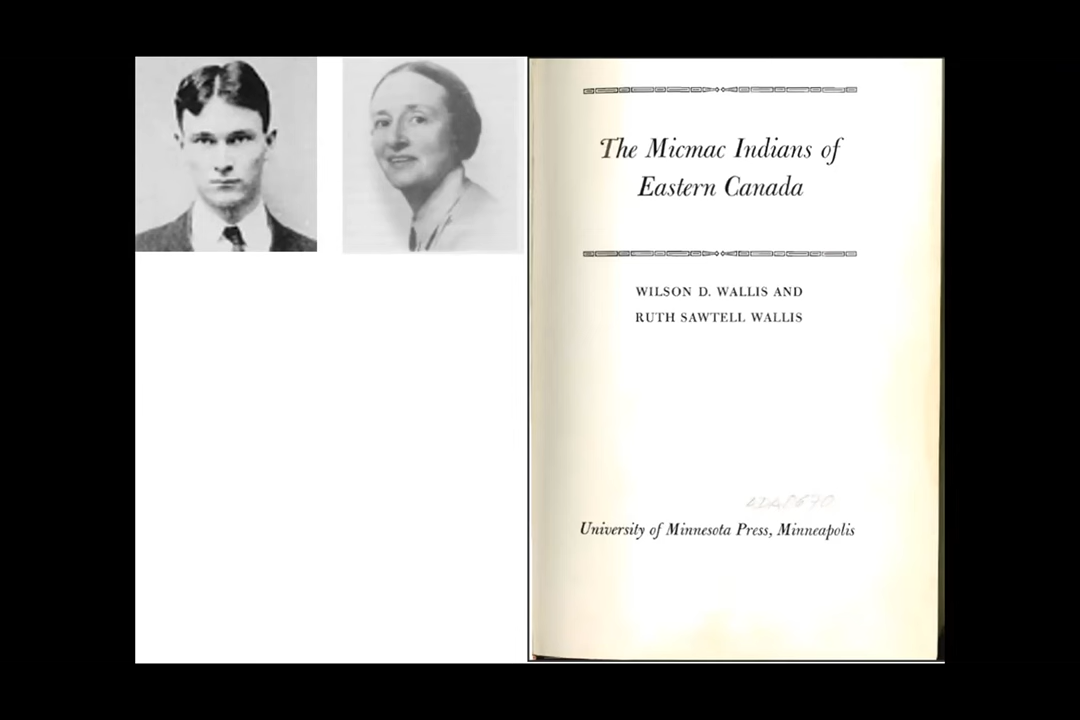 The Micmac Indians of
Eastern Canada
WILSON D. WALLIS AND
RUTH SAWTELL WALLIS
University of Minnesota Press, Minneapolis